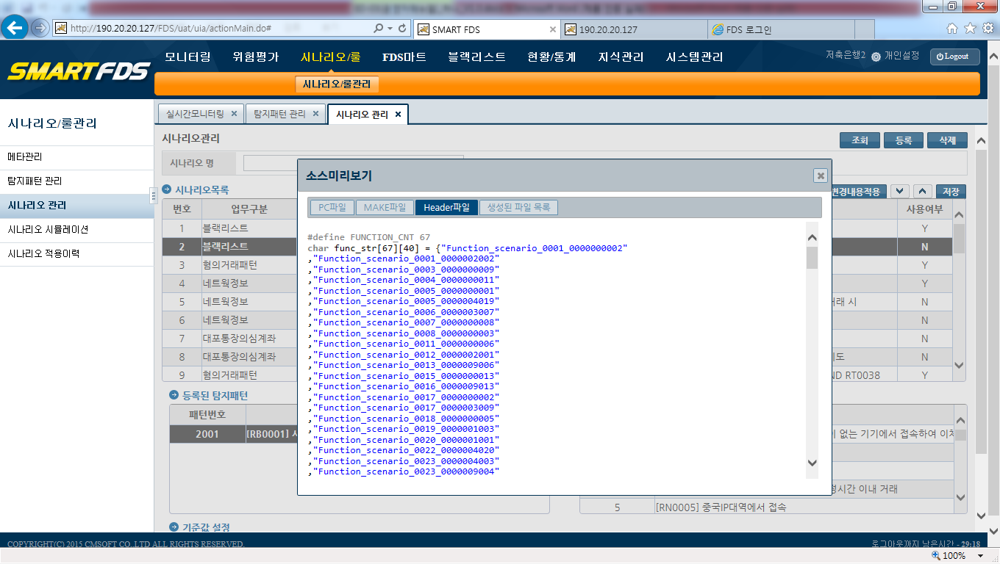 http://190.20.20.127/FDS/uat/uia/actionMain.do#
SMART FDS
190.20.20.127
FDS 로그인
SMARTFDS
모니터링 위험평가 시나리오/룰 FDS마트 블랙리스트 현황/통계 지식관리 시스템관리
저축은행2 개인설정 Logout
시나리오/룰관리
시나리오/룰관리
메타관리
탐지패턴 관리
시나리오 관리
시나리오 시뮬레이션
시나리오 적용이력
실시간모니터링 탐지패턴 관리 시나리오 관리
시나리오관리
조회 등록 삭제
시나리오 명
시나리오목록
변경내용적용 저장
번호 업무구분 사용여부
1 블랙리스트 Y
2 블랙리스트 N
3 혐의거래패턴 Y
4 네트웍정보 Y
5 네트웍정보 시 N
6 네트웍정보 N
7 대포통장의심계좌 N
8 대포통장의심계좌 N
9 혐의거래패턴 RT0038 Y
등록된 탐지패턴
패턴번호
2001 [RB0001]
없는 기기에서 접속하여
이내 거래
5 [RN0005] 중국IP대역에서 접속
기준값 설정
소스미리보기
PC파일 MAKE파일 Header파일 생성된 파일 목록
#define FUNCTION_CNT 67
char func_str[67][40] = {"Function_scenario_0001_0000000002"
,"Function_scenario_0001_0000002002"
,"Function_scenario_0003_0000000009"
,"Function_scenario_0004_0000000011"
,"Function_scenario_0005_0000000001"
,"Function_scenario_0005_0000004019"
,"Function_scenario_0006_0000003007"
,"Function_scenario_0007_0000000008"
,"Function_scenario_0008_0000000003"
,"Function_scenario_0011_0000000006"
,"Function_scenario_0012_0000002001"
,"Function_scenario_0013_0000009006"
,"Function_scenario_0015_0000000013"
,"Function_scenario_0016_0000009013"
,"Function_scenario_0017_0000000002"
,"Function_scenario_0017_0000003009"
,"Function_scenario_0018_0000000005"
,"Function_scenario_0019_0000001003"
,"Function_scenario_0020_0000001001"
,"Function_scenario_0022_0000004020"
,"Function_scenario_0023_0000004003"
,"Function_scenario_0023_0000009004"
COPYRIGHT(C) 2015 CMSOFT CO.,LTD ALL RIGHTS RESERVED.
로그아웃까지 남은시간 - 29:18
100%